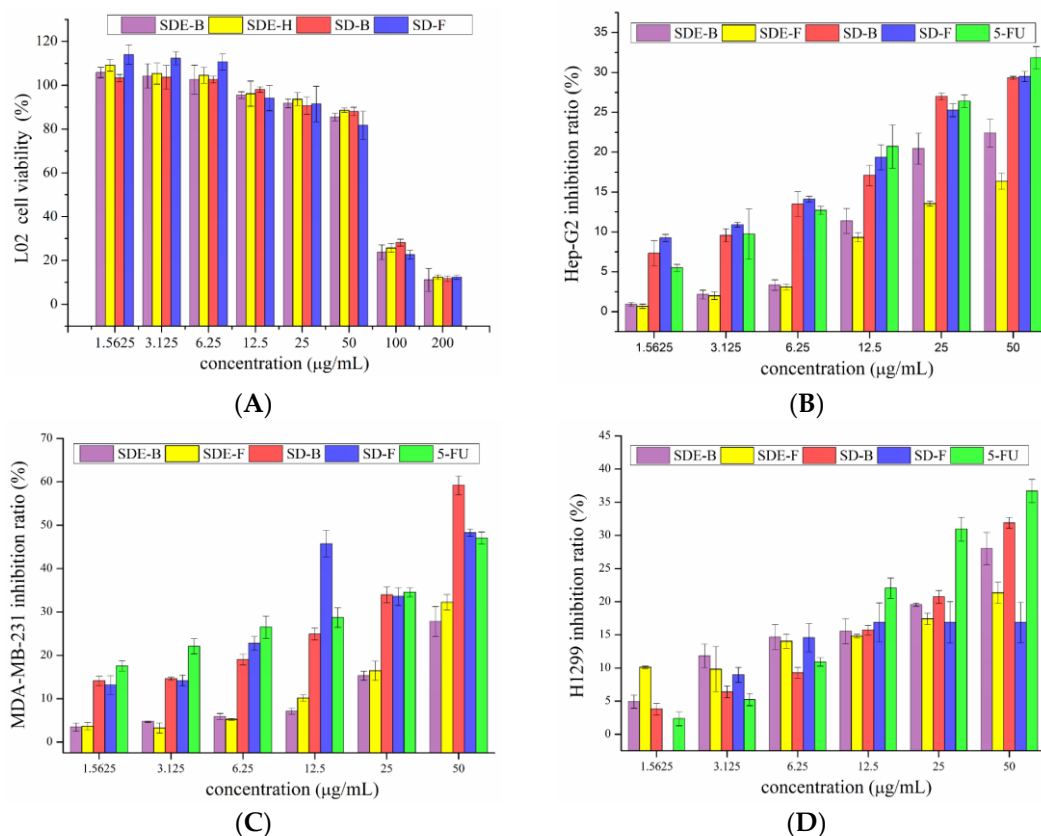 SDE-B SDE-H SD-B SD-F
120
100
80
60
40
20
0
L02 cell viability (%)
1.5625 3.125 6.25 12.5 25 50 100 200
concentration (μg/mL)
(A)
SDE-B SDE-F SD-B SD-F 5-FU
35
30
25
20
15
10
5
0
Hep-G2 inhibition ratio (%)
1.5625 3.125 6.25 12.5 25 50
concentration (μg/mL)
(B)
SDE-B SDE-F SD-B SD-F 5-FU
70
60
50
40
30
20
10
0
MDA-MB-231 inhibition ratio (%)
1.5625 3.125 6.25 12.5 25 50
concentration (μg/mL)
(C)
SDE-B SDE-F SD-B SD-F 5-FU
45
40
35
30
25
20
15
10
5
0
H1299 inhibition ratio (%)
1.5625 3.125 6.25 12.5 25 50
concentration (μg/mL)
(D)